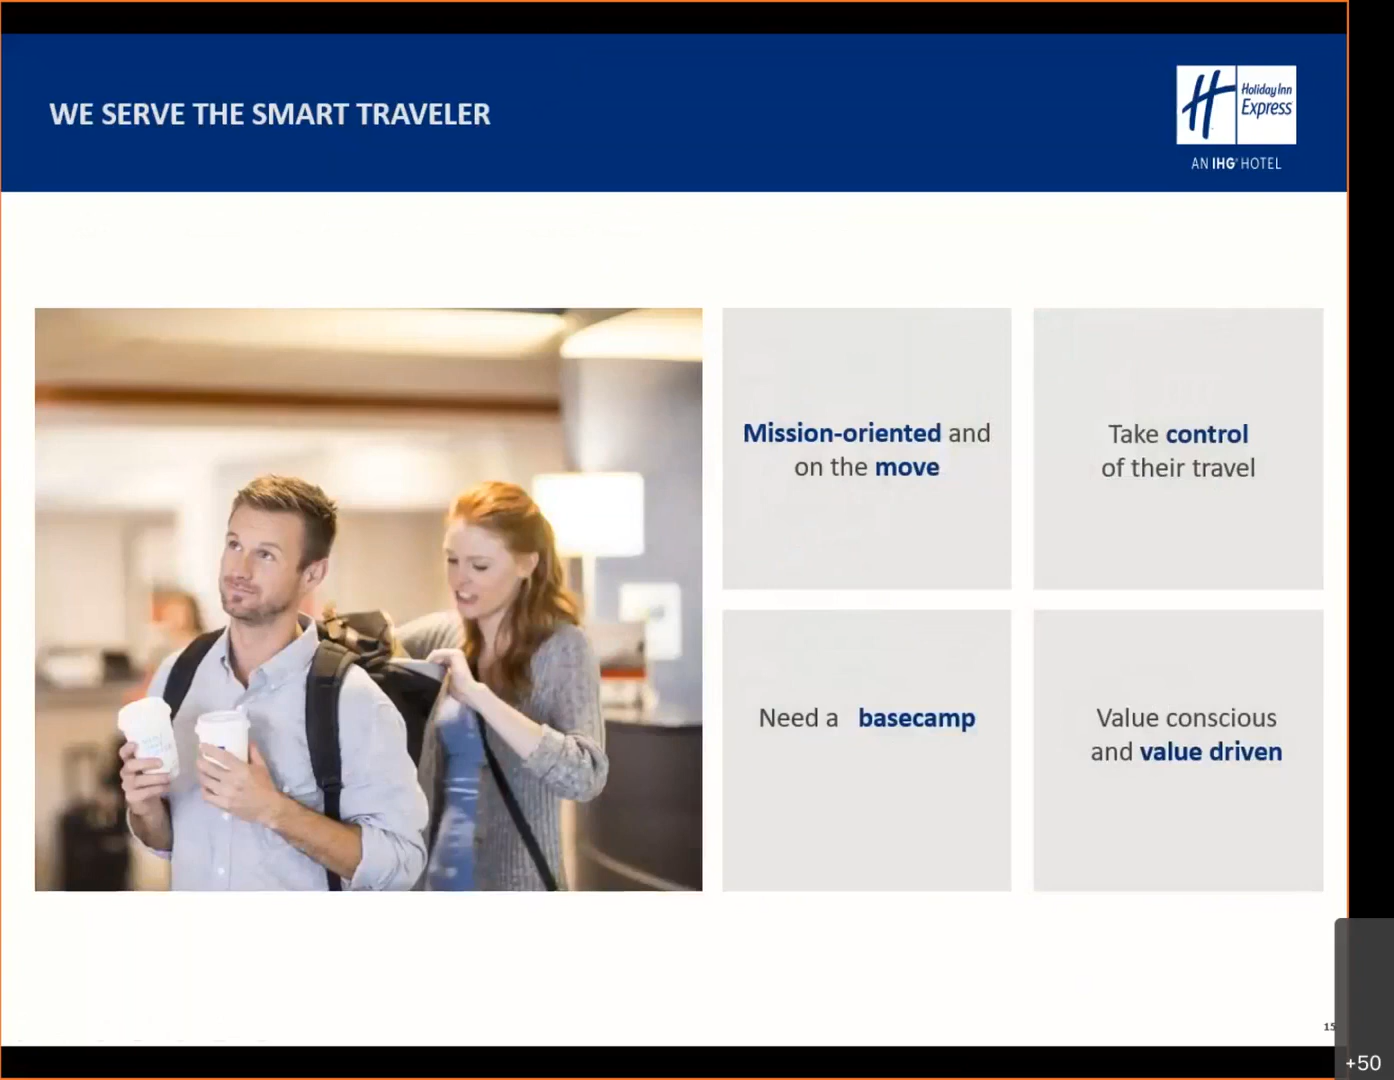 WE SERVE THE SMART TRAVELER
Holiday Inn
Express
AN IHG® HOTEL
Mission-oriented and
on the move
Take control
of their travel
Need a basecamp
Value conscious
and value driven
15
+50